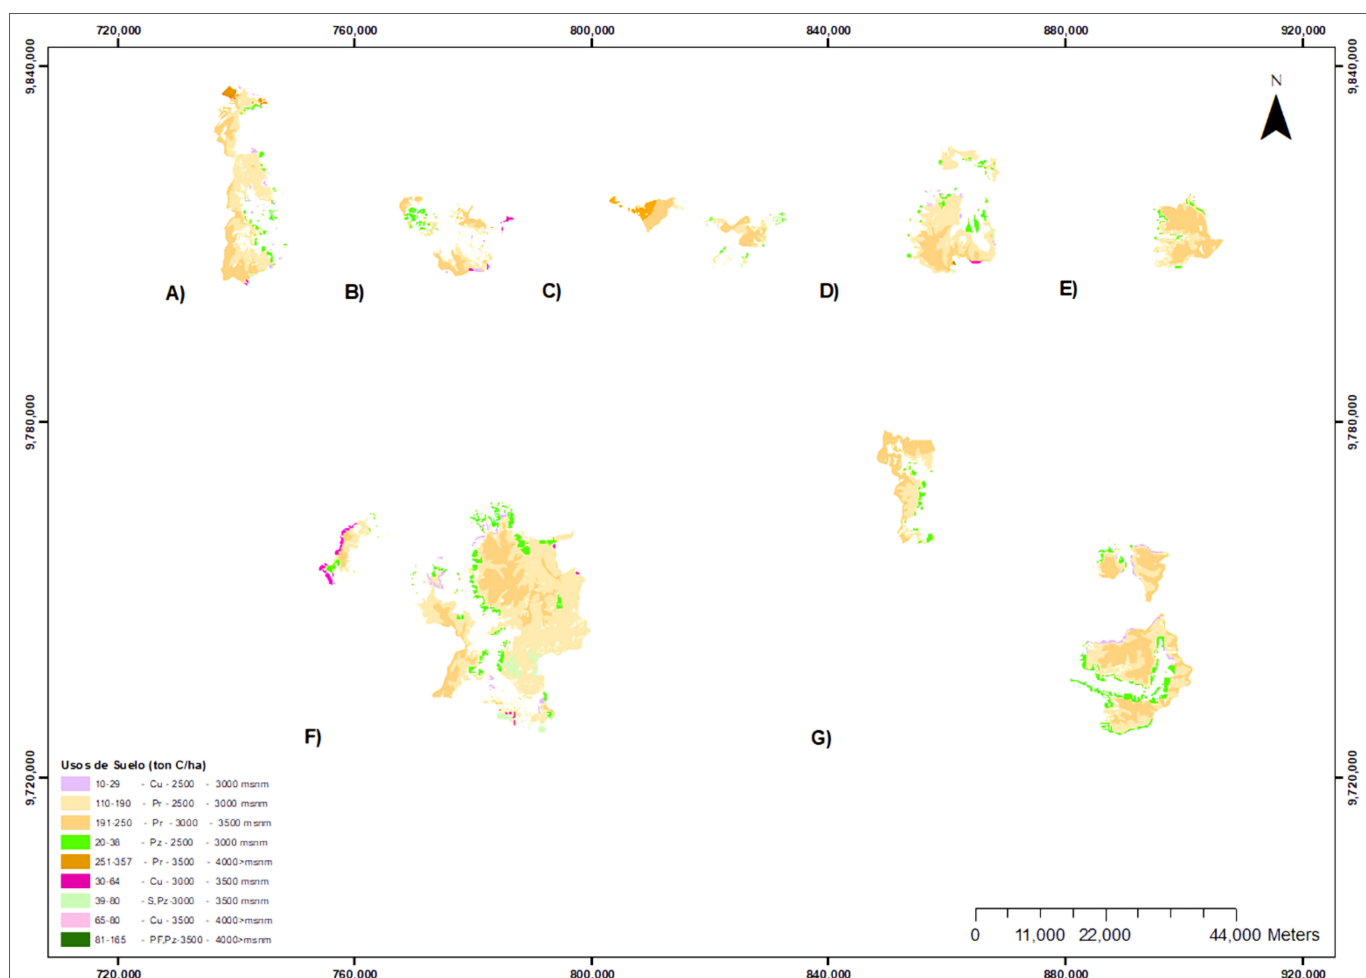 720,000 760,000 800,000 840,000 880,000 920,000
9,840,000 9,840,000
N
A) B) C) D) E)
9,780,000 9,780,000
F) G)
9,720,000 9,720,000
Usos de Suelo (ton C/ha)
10-29 - Cu - 2500 - 3000 msnm
110-190 - Pr - 2500 - 3000 msnm
191-250 - Pr - 3000 - 3500 msnm
20-38 - Pz - 2500 - 3000 msnm
251-357 - Pr - 3500 - 4000>msnm
30-64 - Cu - 3000 - 3500 msnm
39-80 - S,Pz-3000 - 3500 msnm
65-80 - Cu - 3500 - 4000>msnm
81-165 - PF,Pz-3500 - 4000>msnm
0 11,000 22,000 44,000 Meters
720,000 760,000 800,000 840,000 880,000 920,000